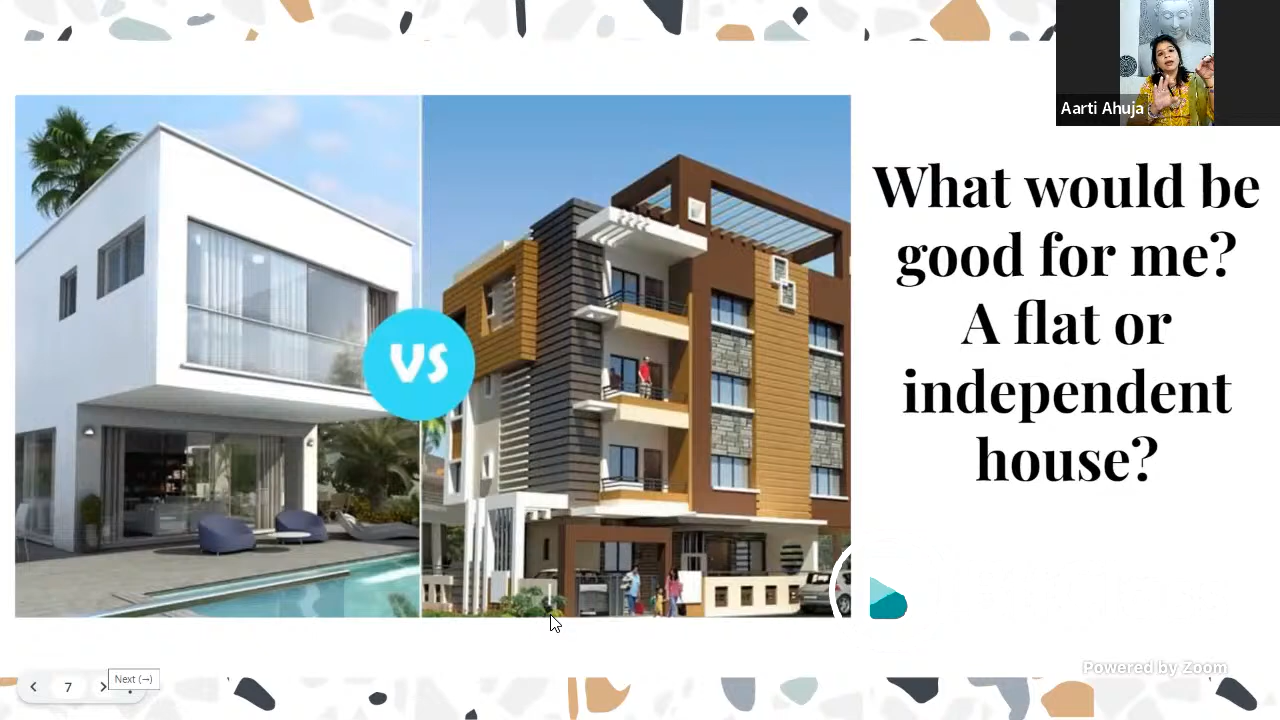 Aarti Ahuja
What would be
good for me?
A flat or
independent
house?
VS
Powered by Zoom
7
Next (→)